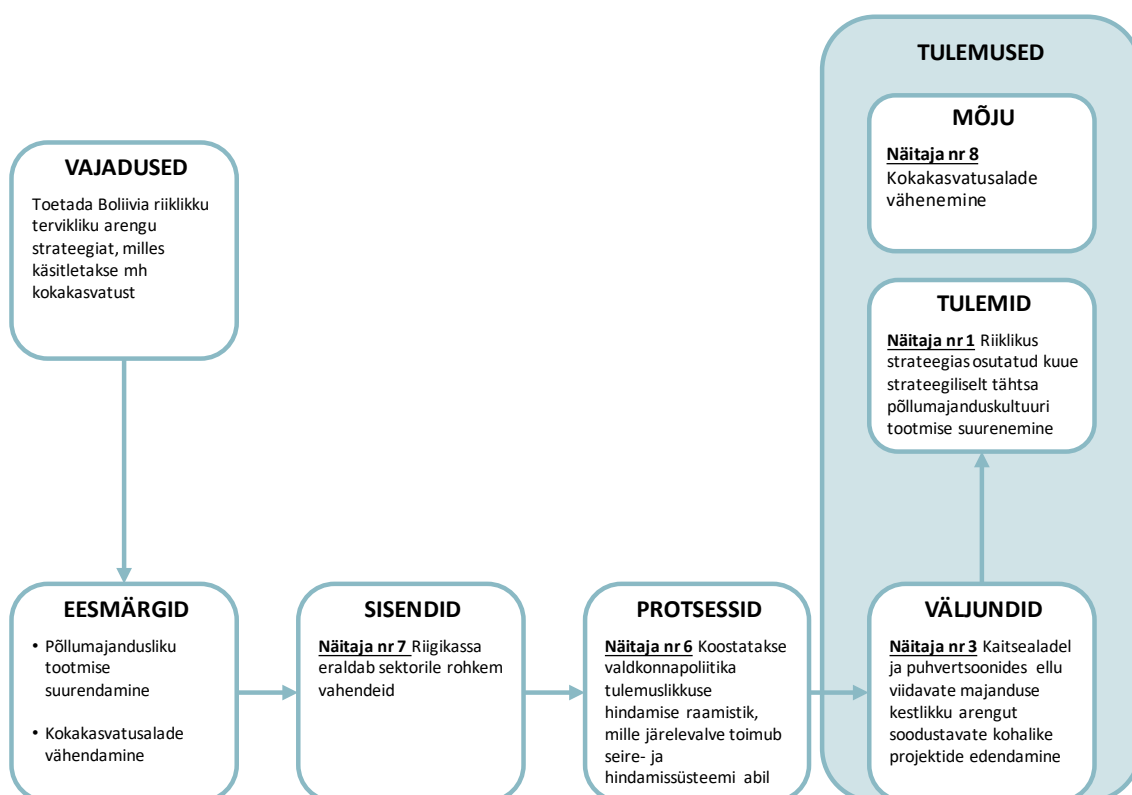 VAJADUSED
Toetada Boliivia riiklikku
tervikliku arengu
strateegiat, milles
käsitletakse mh
kokakasvatust
EESMÄRGID
• Põllumajandusliku
tootmise
suurendamine
• Kokakasvatusalade
vähendamine
SISENDID
Näitaja nr 7 Riigikassa
eraldab sektorile rohkem
vahendeid
PROTSESSID
Näitaja nr 6 Koostatakse
valdkonnapoliitika
tulemuslikkuse
hindamise raamistik,
mille järelevalve toimub
seire- ja
hindamissüsteemi abil
TULEMUSED
MÕJU
Näitaja nr 8
Kokakasvatusalade
vähenemine
TULEMID
Näitaja nr 1 Riiklikus
strateegias osutatud kuue
strateegiliselt tähtsa
põllumajanduskultuuri
tootmise suurenemine
VÄLJUNDID
Näitaja nr 3 Kaitsealadel
ja puhvertsoonides ellu
viidavate majanduse
kestlikku arengut
soodustavate kohalike
projektide edendamine